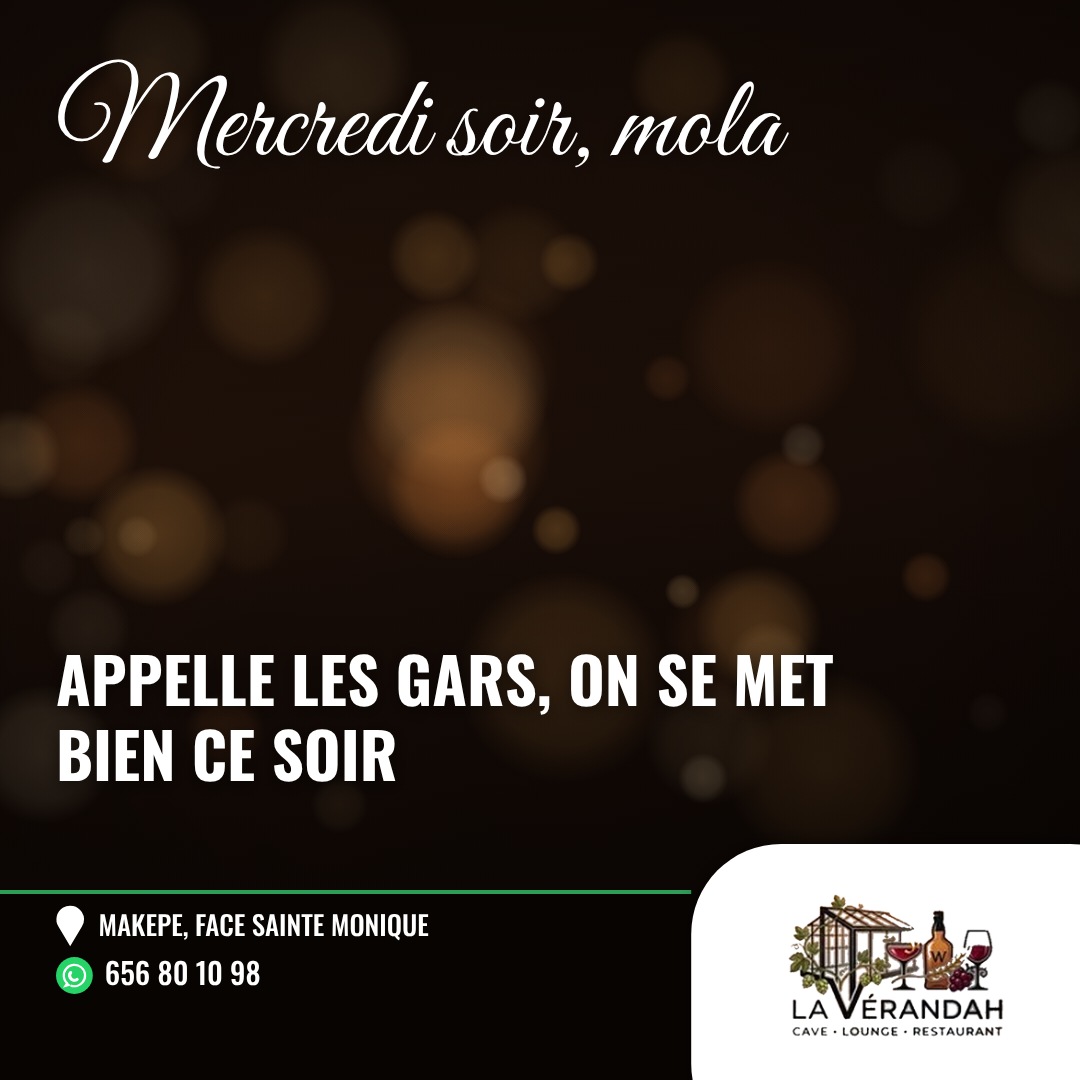 Mercredi soir, mola
APPELLE LES GARS, ON SE MET
BIEN CE SOIR
MAKEPE, FACE SAINTE MONIQUE
656 80 10 98
W
LA VÉRANDAH
CAVE • LOUNGE • RESTAURANT